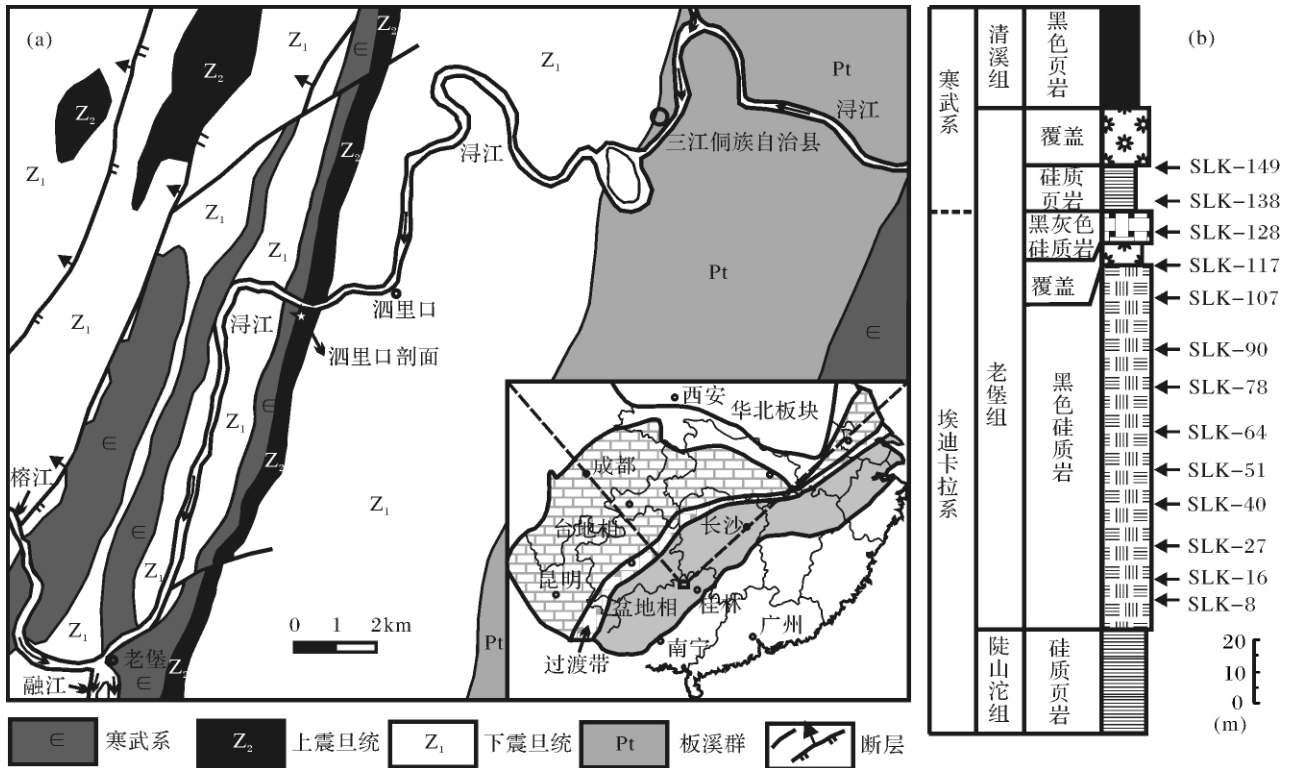 (a)
Z₂
Z₁
∈
Z₂
Z₁
Pt
Z₂
Z₂
浔江
浔江
三江侗族自治县
Z₁
Z₁
Z₁
Pt
Z₁
浔江
泗里口
泗里口剖面
∈
∈
Z₁
∈
Z₂
榕江
Z₁
∈
Z₁
Z₁
Z₂
老堡
∈
融江
Pt
0 1 2km
西安
华北板块
成都
台地相
长沙
昆明
盆地相
桂林
南宁
广州
过渡带
∈ 寒武系
Z₂ 上震旦统
Z₁ 下震旦统
Pt 板溪群
断层
(b)
寒武系
埃迪卡拉系
清溪组
老堡组
陡山沱组
黑色页岩
覆盖
硅质页岩
黑灰色硅质岩
覆盖
黑色硅质岩
硅质页岩
SLK-149
SLK-138
SLK-128
SLK-117
SLK-107
SLK-90
SLK-78
SLK-64
SLK-51
SLK-40
SLK-27
SLK-16
SLK-8
20
10
0
(m)